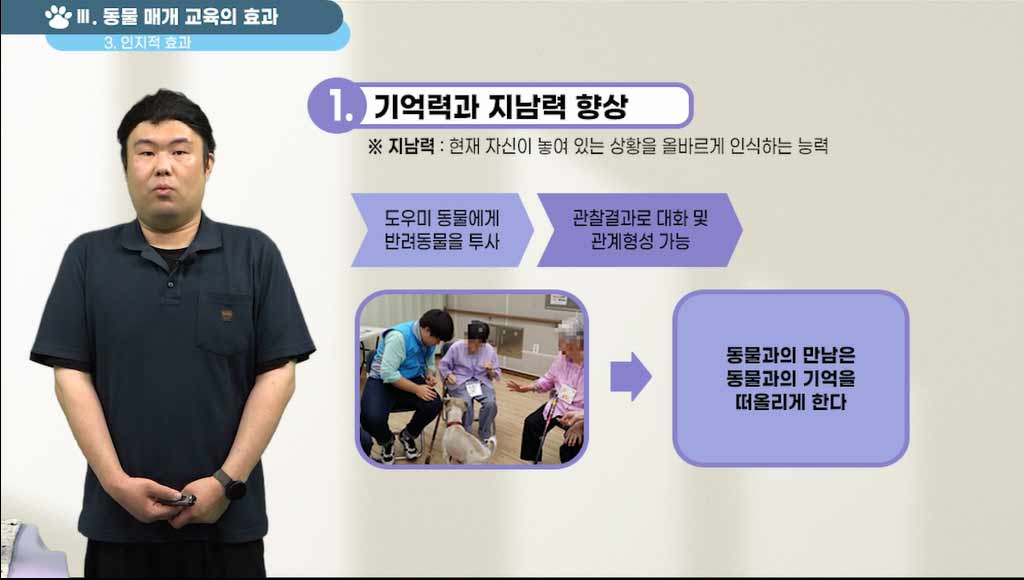 Ⅲ. 동물 매개 교육의 효과
3. 인지적 효과
1. 기억력과 지남력 향상
※ 지남력 : 현재 자신이 놓여 있는 상황을 올바르게 인식하는 능력
도우미 동물에게
반려동물을 투사
관찰결과로 대화 및
관계형성 가능
동물과의 만남은
동물과의 기억을
떠올리게 한다